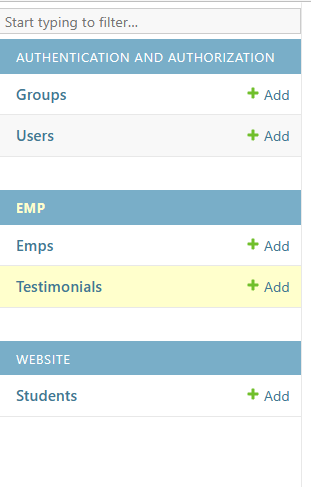 Start typing to filter...
AUTHENTICATION AND AUTHORIZATION
Groups + Add
Users + Add
EMP
Emps + Add
Testimonials + Add
WEBSITE
Students + Add